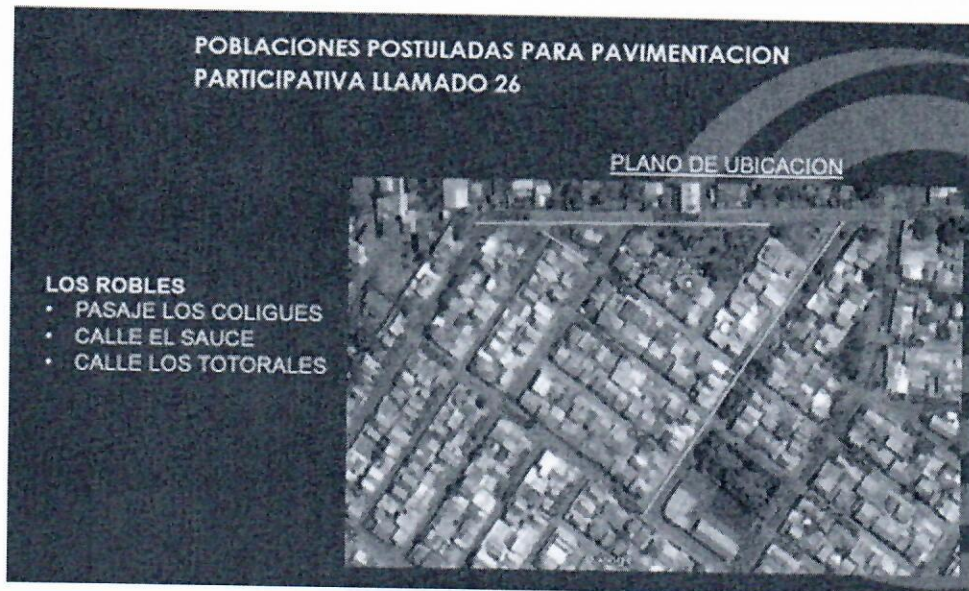 POBLACIONES POSTULADAS PARA PAVIMENTACION
PARTICIPATIVA LLAMADO 26
PLANO DE UBICACION
LOS ROBLES
• PASAJE LOS COLIGUES
• CALLE EL SAUCE
• CALLE LOS TOTORALES